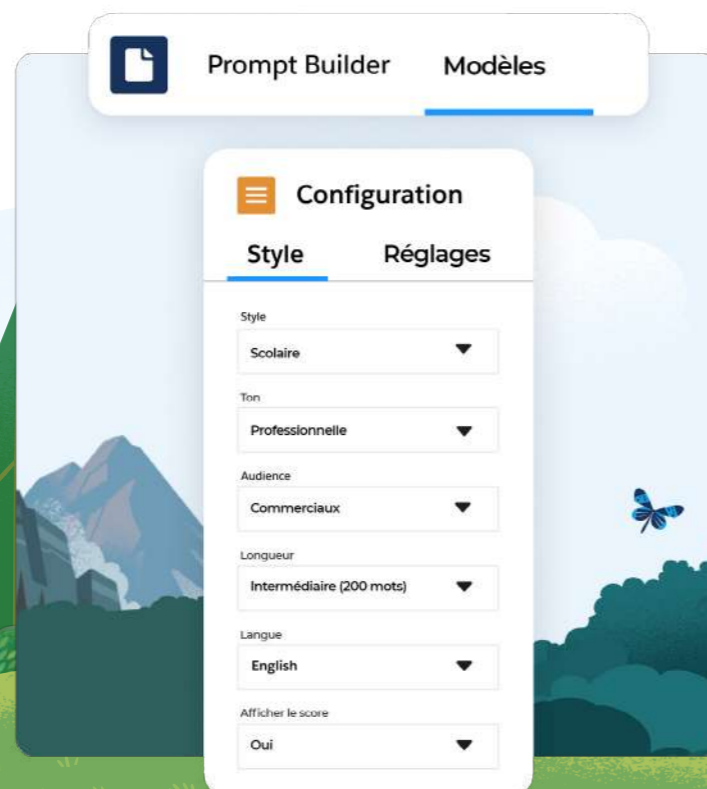 Prompt Builder Modèles
Configuration
Style Réglages
Style
Scolaire
Ton
Professionnelle
Audience
Commerciaux
Longueur
Intermédiaire (200 mots)
Langue
English
Afficher le score
Oui